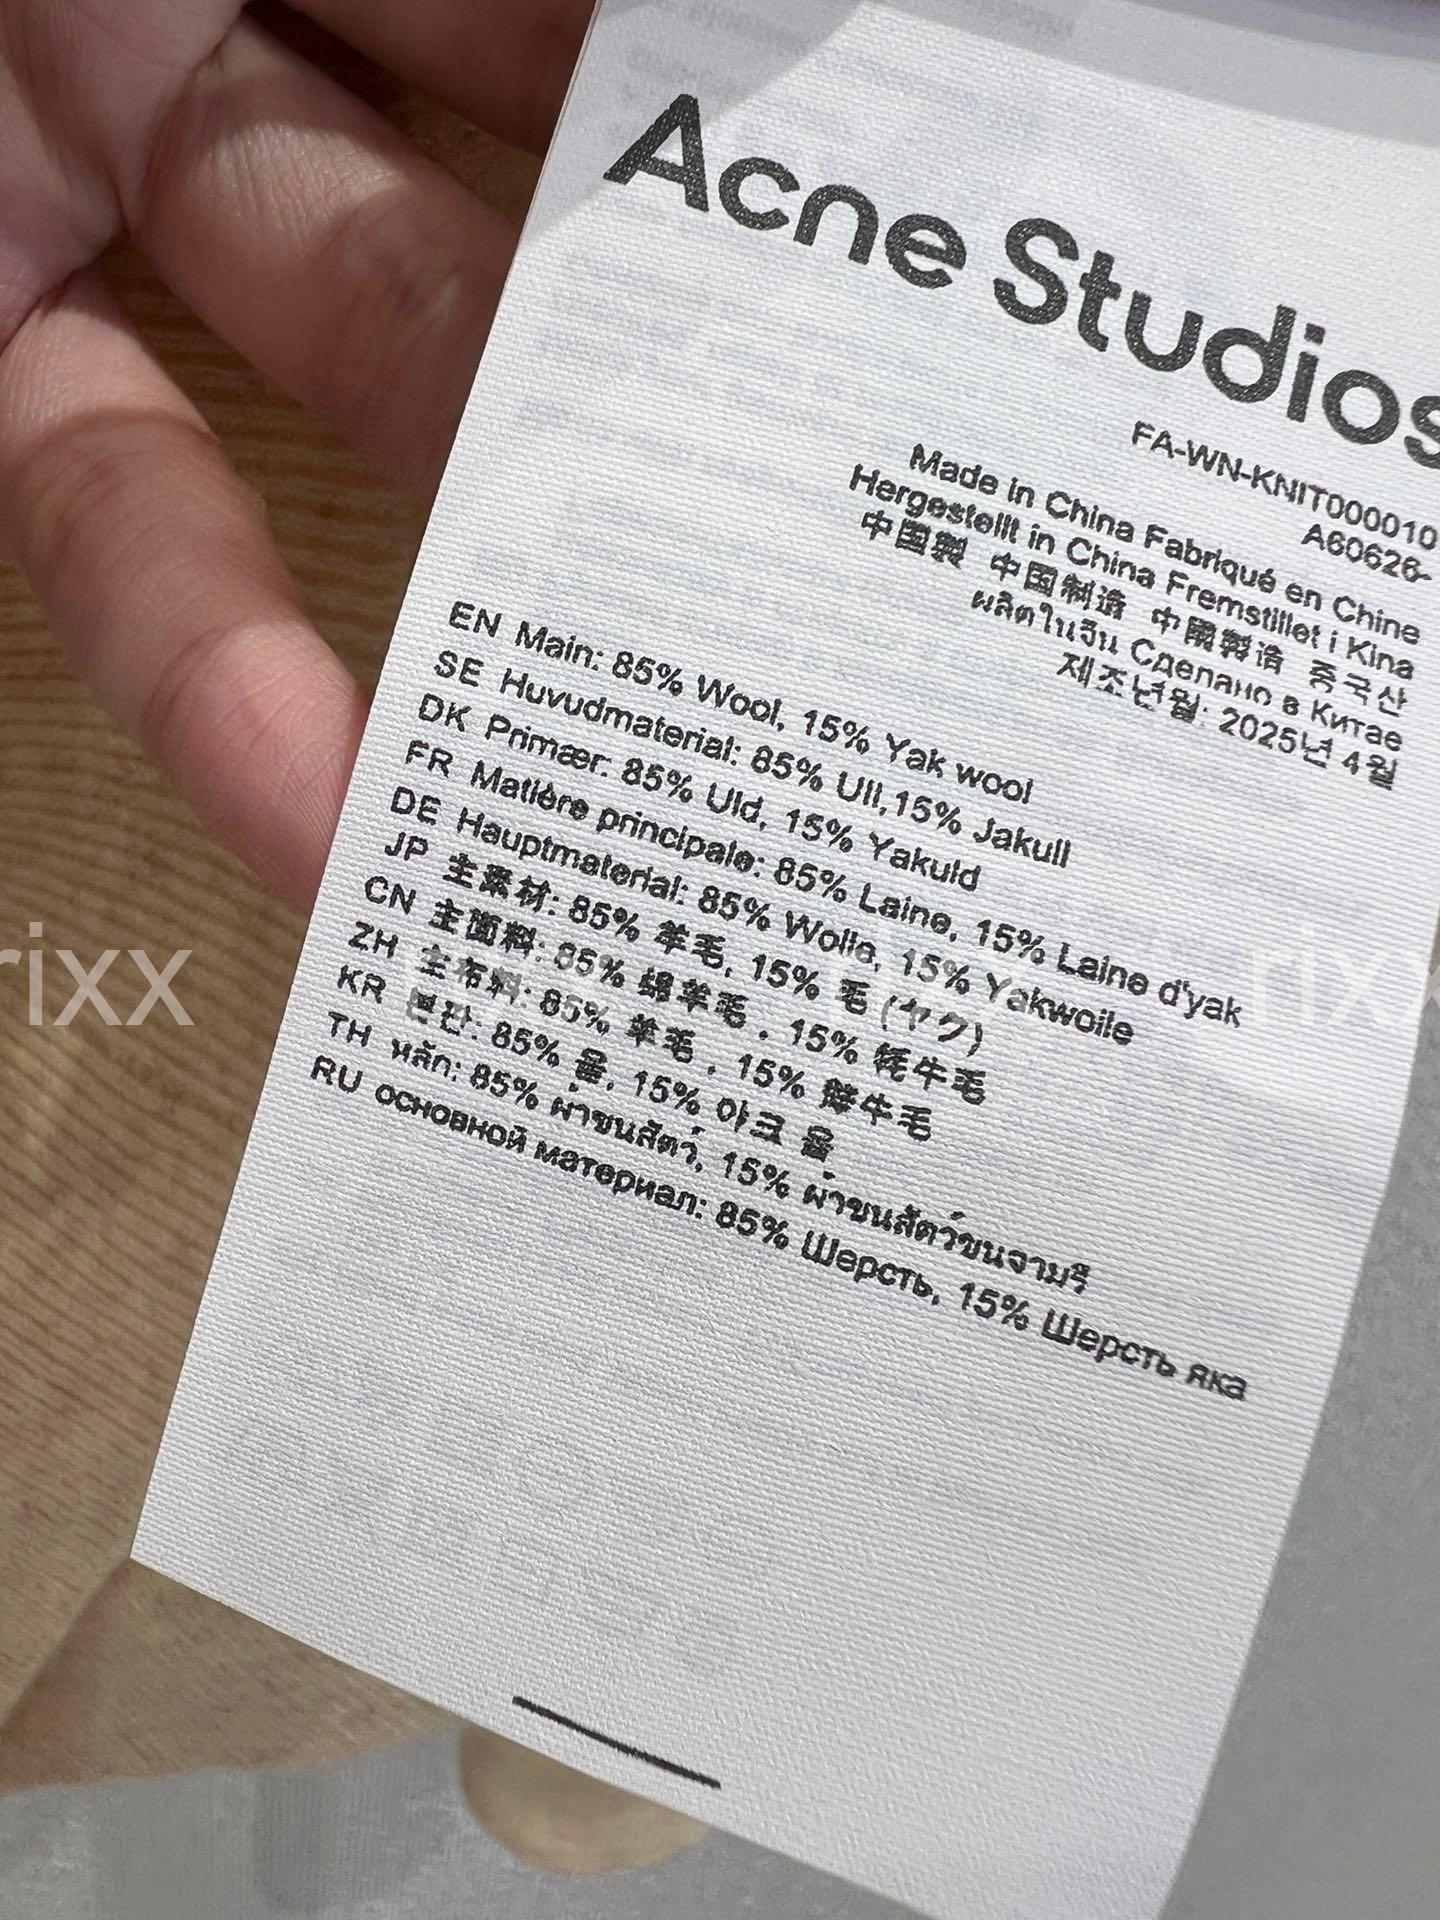 Acne Studios
FA-WN-KNIT000010
A60626-
Made in China Fabriqué en Chine
Hergestellt in China Fremstillet i Kina
中国製 中国制造 中國製造 중국산
ผลิตในจีน Сделано в Китае
제조년월: 2025년 4월
EN Main: 85% Wool, 15% Yak wool
SE Huvudmaterial: 85% Ull,15% Jakull
DK Primær: 85% Uld, 15% Yakuld
FR Matière principale: 85% Laine, 15% Laine d'yak
DE Hauptmaterial: 85% Wolle, 15% Yakwolle
JP 主素材: 85% 羊毛, 15% 毛 (ヤク)
CN 主面料: 85% 绵羊毛 , 15% 牦牛毛
ZH 主布料: 85% 羊毛 , 15% 犛牛毛
KR 본판: 85% 울, 15% 야크 울
TH หลัก: 85% ผ้าขนสัตว์, 15% ผ้าขนสัตว์ขนจามรี
RU основной материал: 85% Шерсть, 15% Шерсть яка
rixx